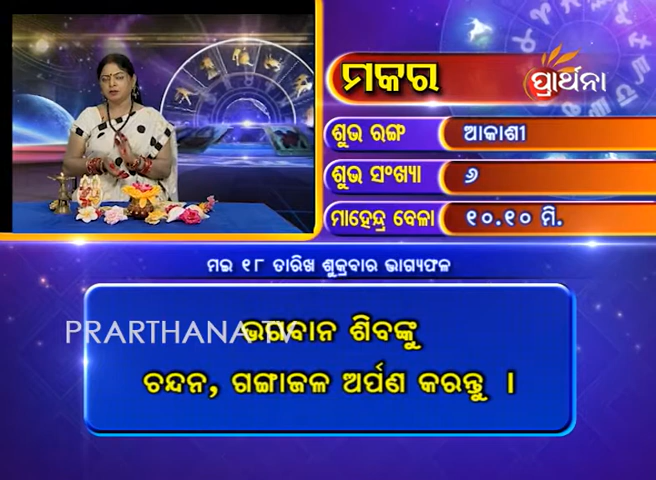 ମକର
ପ୍ରାର୍ଥନା
ଶୁଭ ରଙ୍ଗ ଆକାଶୀ
ଶୁଭ ସଂଖ୍ୟା ୬
ମାହେନ୍ଦ୍ର ବେଳା ୧୦.୧୦ ମି.
ମଇ ୧୮ ତାରିଖ ଶୁକ୍ରବାର ଭାଗ୍ୟଫଳ
PRARTHANA TV
ଭଗବାନ ଶିବଙ୍କୁ
ଚନ୍ଦନ, ଗଙ୍ଗାଜଳ ଅର୍ପଣ କରନ୍ତୁ ।